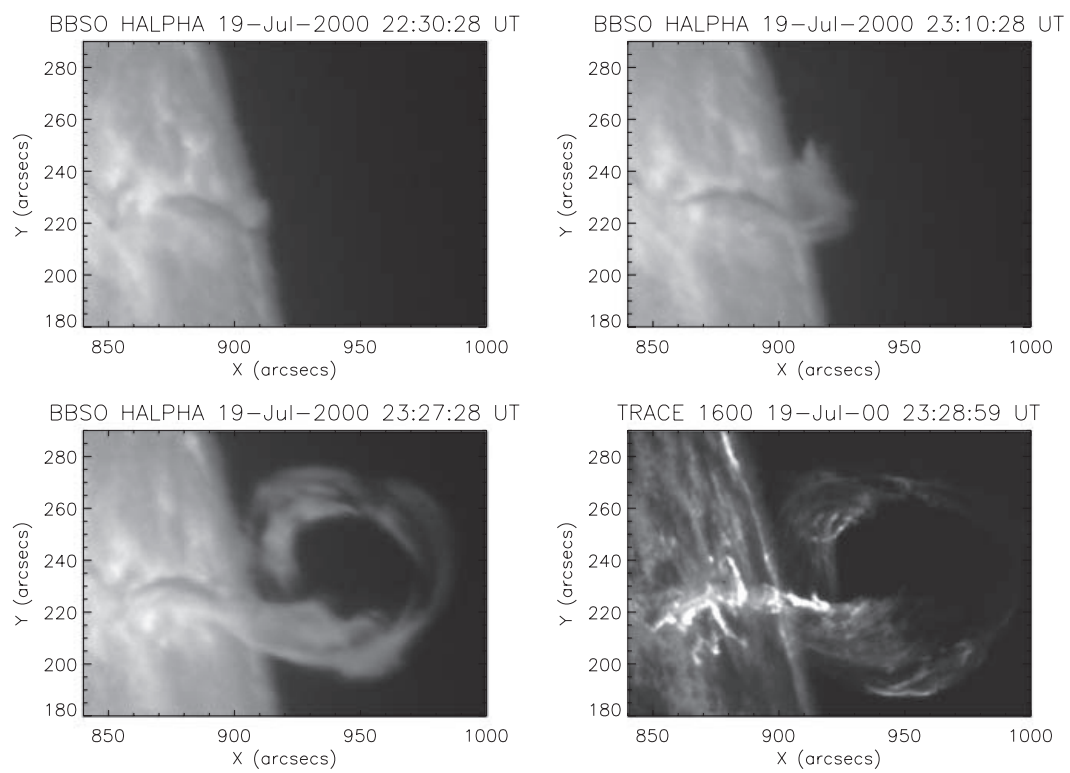 BBSO HALPHA 19-Jul-2000 22:30:28 UT
Y (arcsecs)
280
260
240
220
200
180
850 900 950 1000
X (arcsecs)
BBSO HALPHA 19-Jul-2000 23:10:28 UT
Y (arcsecs)
280
260
240
220
200
180
850 900 950 1000
X (arcsecs)
BBSO HALPHA 19-Jul-2000 23:27:28 UT
Y (arcsecs)
280
260
240
220
200
180
850 900 950 1000
X (arcsecs)
TRACE 1600 19-Jul-00 23:28:59 UT
Y (arcsecs)
280
260
240
220
200
180
850 900 950 1000
X (arcsecs)